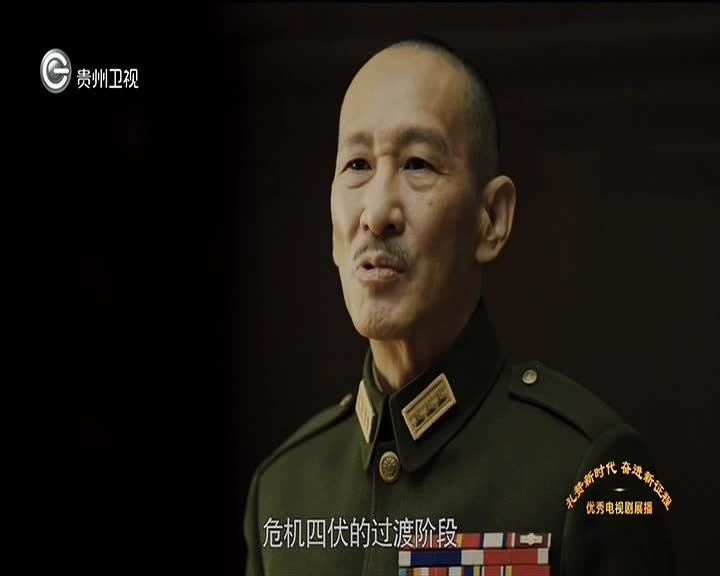 贵州卫视
礼赞新时代 奋进新征程
优秀电视剧展播
危机四伏的过渡阶段